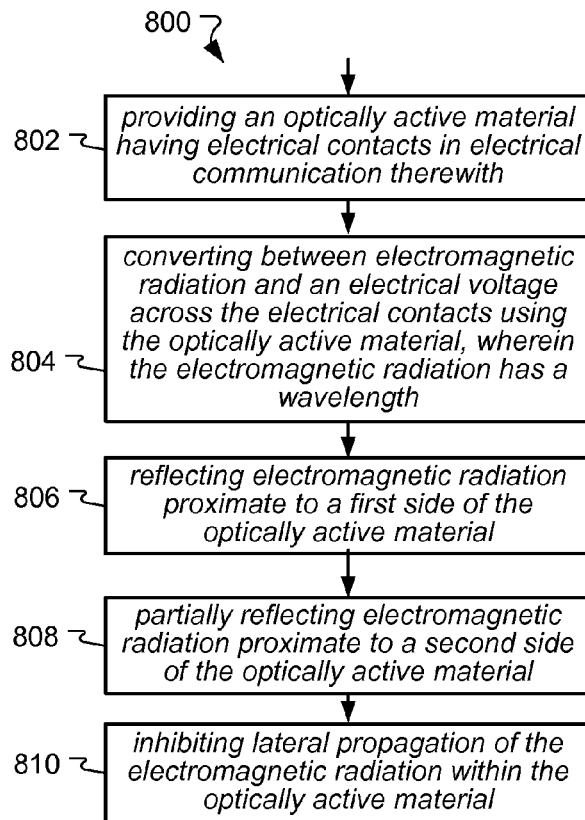 800
802
providing an optically active material
having electrical contacts in electrical
communication therewith
804
converting between electromagnetic
radiation and an electrical voltage
across the electrical contacts using
the optically active material, wherein
the electromagnetic radiation has a
wavelength
806
reflecting electromagnetic radiation
proximate to a first side of the
optically active material
808
partially reflecting electromagnetic
radiation proximate to a second side
of the optically active material
810
inhibiting lateral propagation of the
electromagnetic radiation within the
optically active material